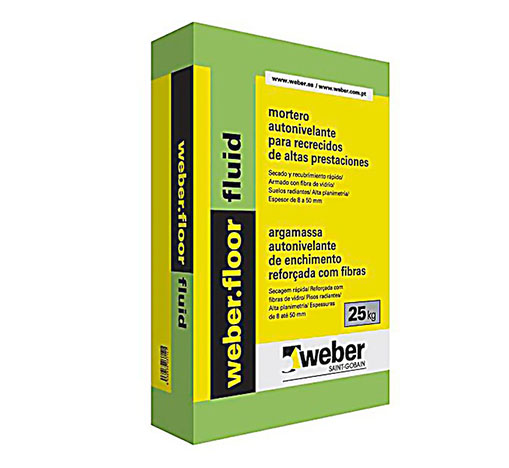 www.weber.es / www.weber.com.pt
mortero
autonivelante
para recrecidos
de altas prestaciones
Secado y recubrimiento rápido/
Armado con fibra de vidrio/
Suelos radiantes/ Alta planimetría/
Espesor de 8 a 50 mm
argamassa
autonivelante
de enchimento
reforçada com fibras
Secagem rápida/ Reforçada com
fibras de vidro/ Pisos radiantes/
Alta planimetria/ Espessuras
de 8 até 50 mm
25 kg
weber
SAINT-GOBAIN
weber.floor fluid
weber.floor fluid